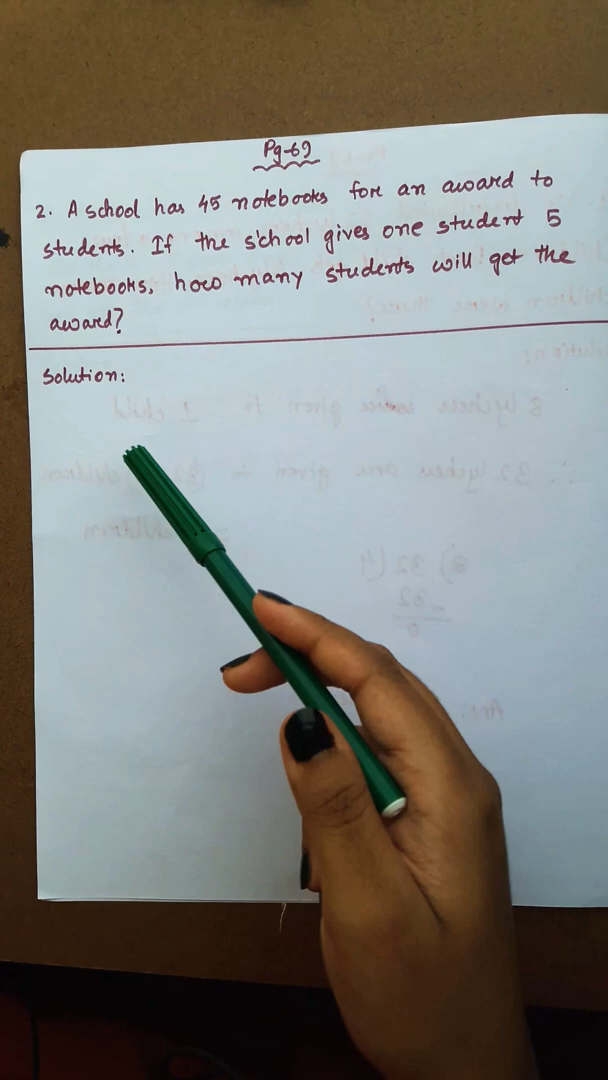 Pg-69
2. A school has 45 notebooks for an award to
students. If the school gives one student 5
notebooks, how many students will get the
award?
Solution: